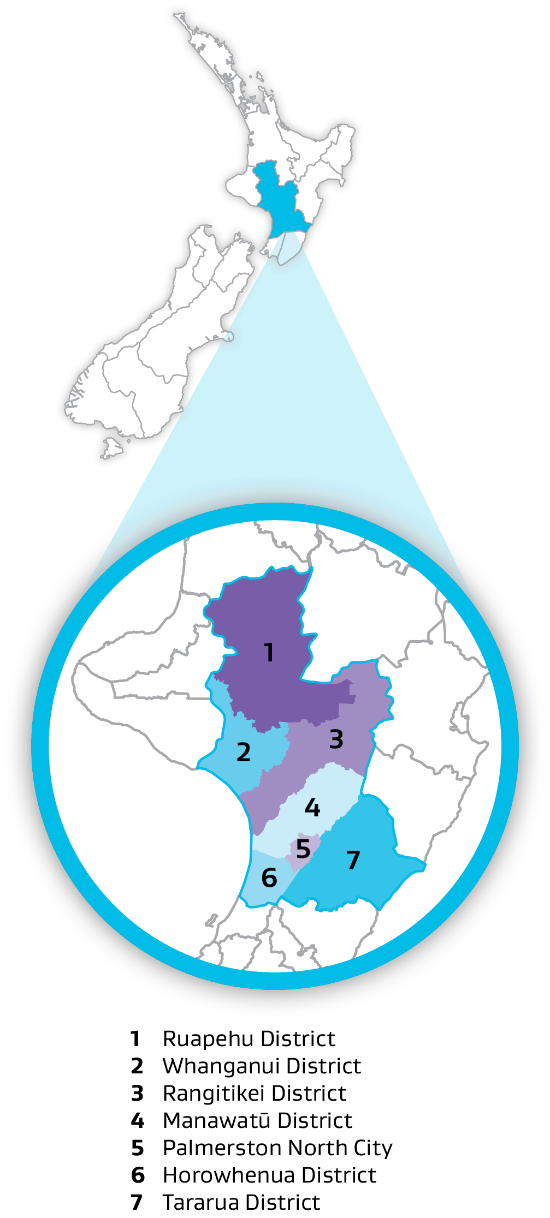 1
2
3
4
5
6
7
1 Ruapehu District
2 Whanganui District
3 Rangitikei District
4 Manawatū District
5 Palmerston North City
6 Horowhenua District
7 Tararua District